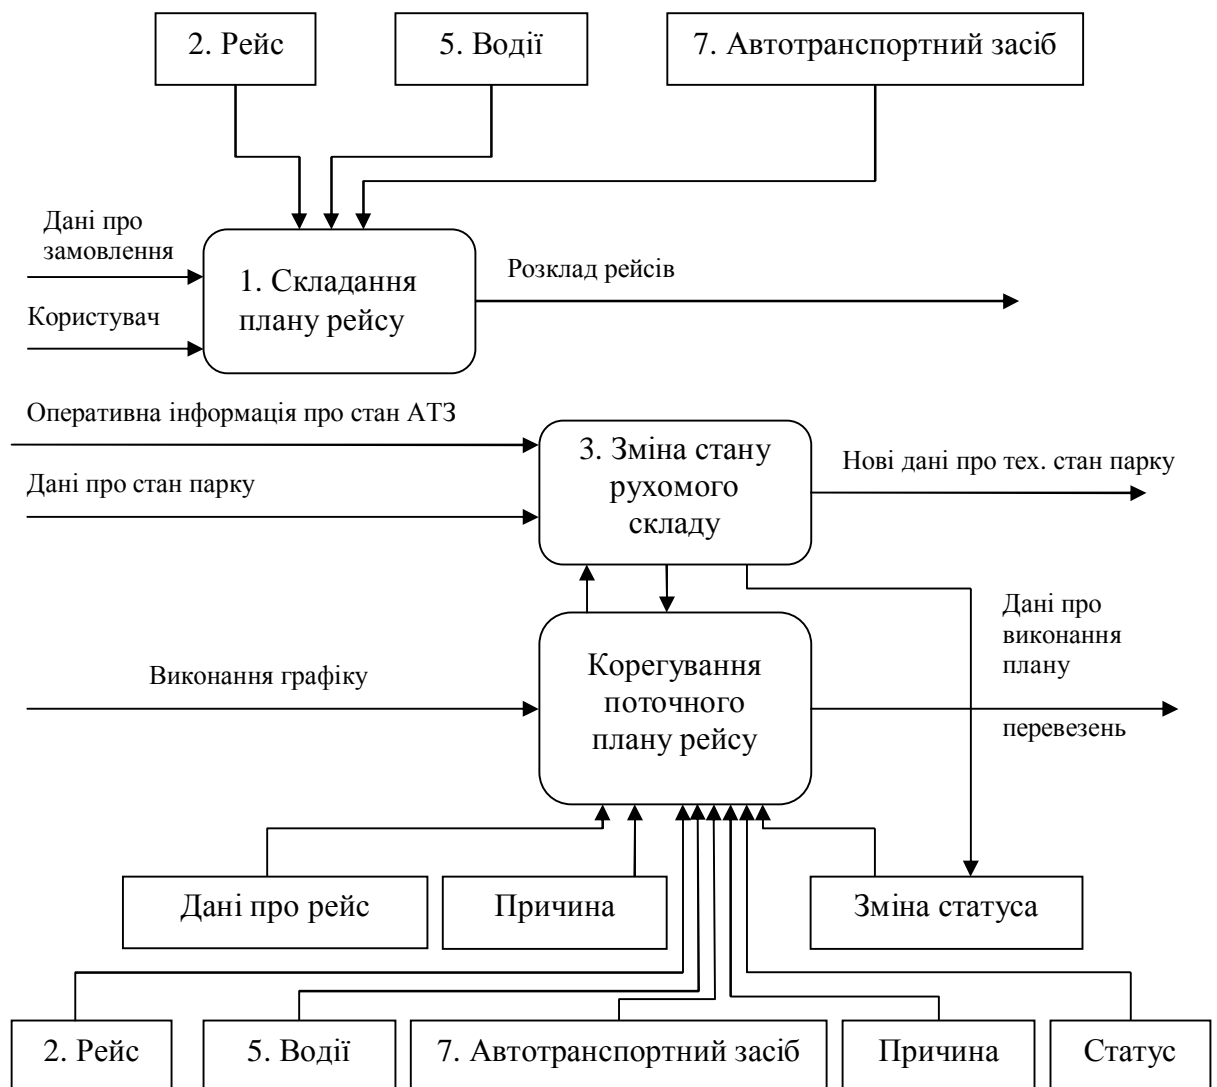 2. Рейс
5. Водії
7. Автотранспортний засіб
Дані про
замовлення
Користувач
1. Складання
плану рейсу
Розклад рейсів
Оперативна інформація про стан АТЗ
Дані про стан парку
3. Зміна стану
рухомого
складу
Нові дані про тех. стан парку
Виконання графіку
Корегування
поточного
плану рейсу
Дані про
виконання
плану
перевезень
Дані про рейс
Причина
Зміна статуса
2. Рейс
5. Водії
7. Автотранспортний засіб
Причина
Статус